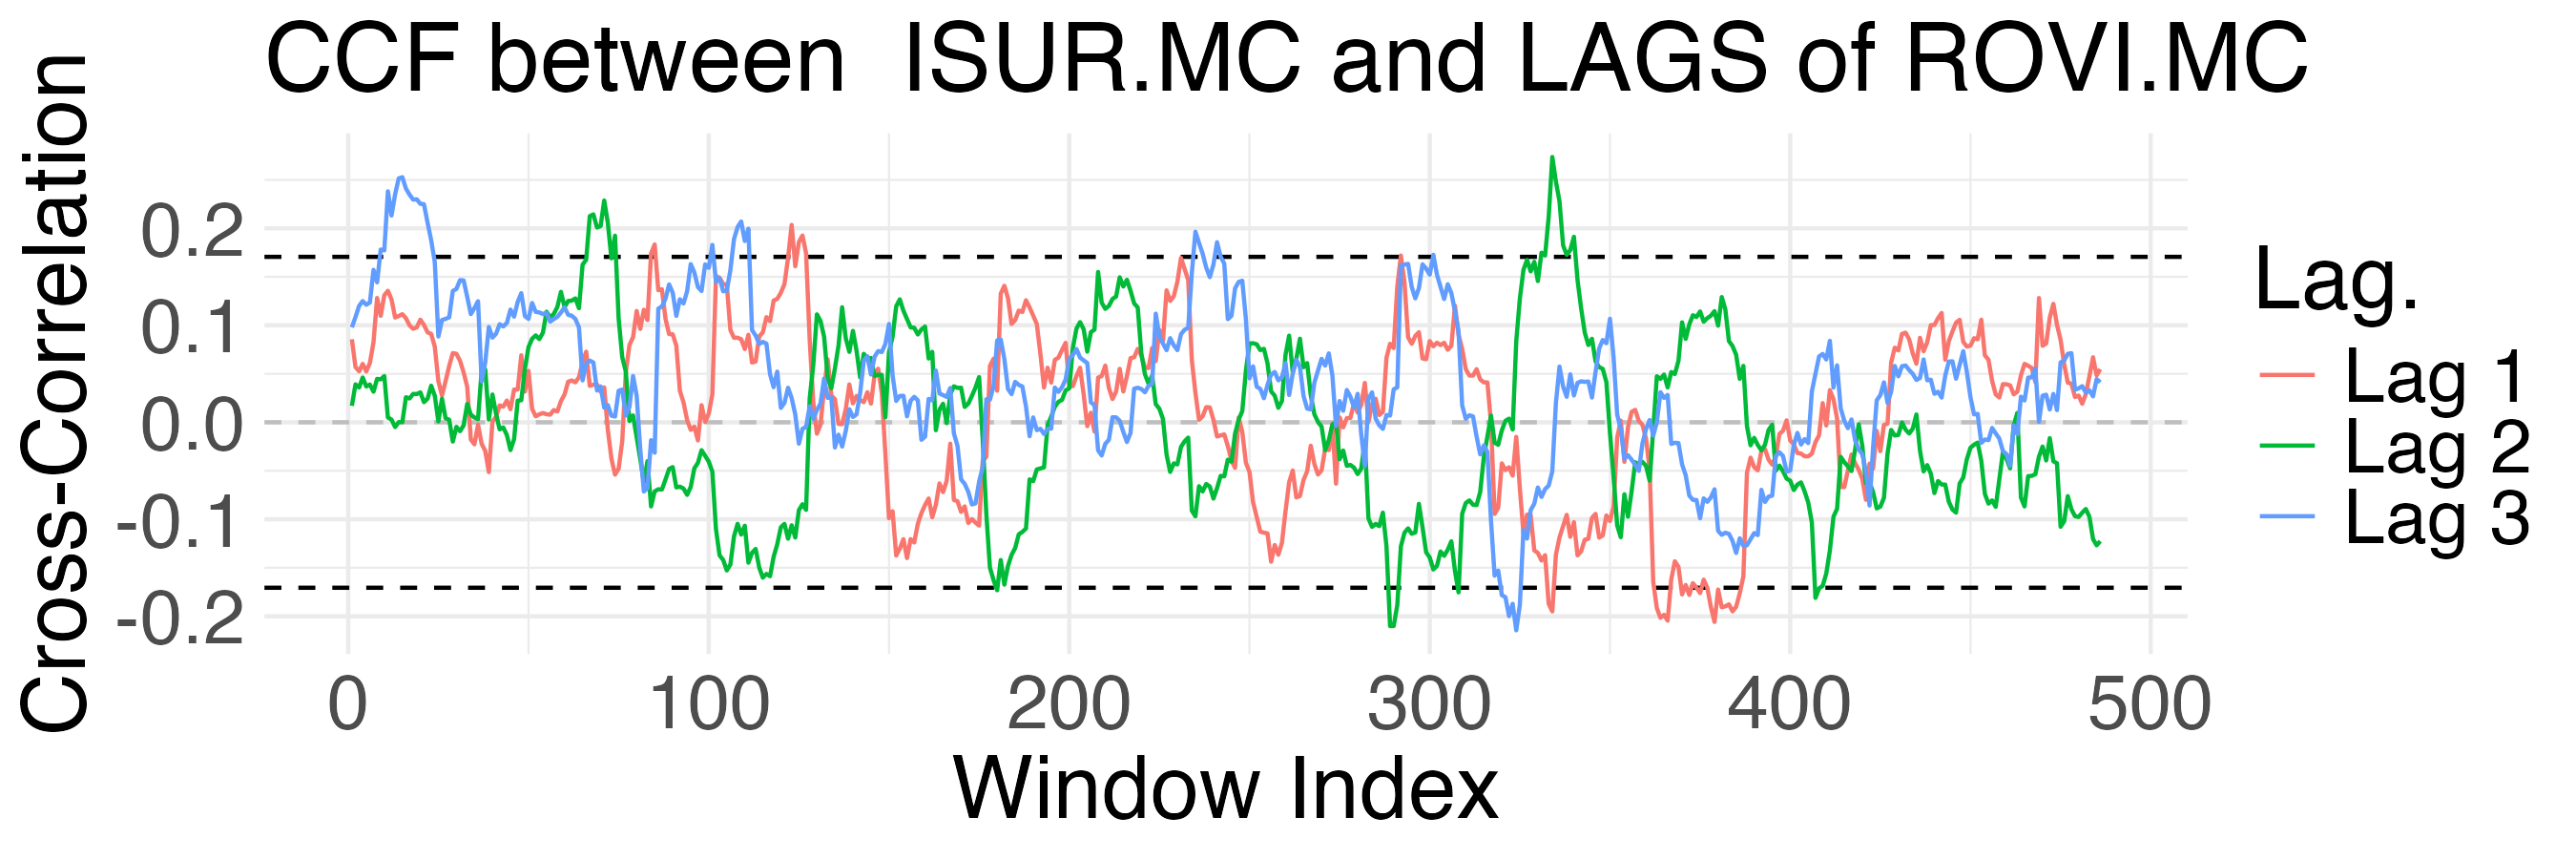 CCF between ISUR.MC and LAGS of ROVI.MC
Cross-Correlation
0.2
0.1
0.0
-0.1
-0.2
0 100 200 300 400 500
Window Index
Lag.
Lag 1
Lag 2
Lag 3